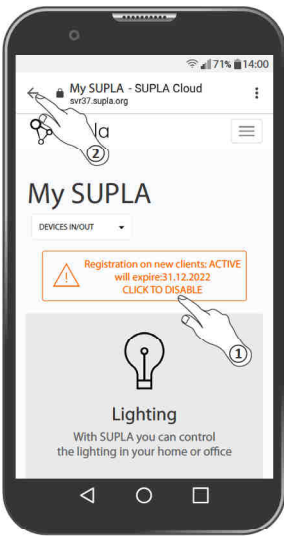 71% 14:00
My SUPLA - SUPLA Cloud
svr37.supla.org
la
2
My SUPLA
DEVICES IN/OUT
Registration on new clients: ACTIVE
will expire:31.12.2022
CLICK TO DISABLE
1
Lighting
With SUPLA you can control
the lighting in your home or office